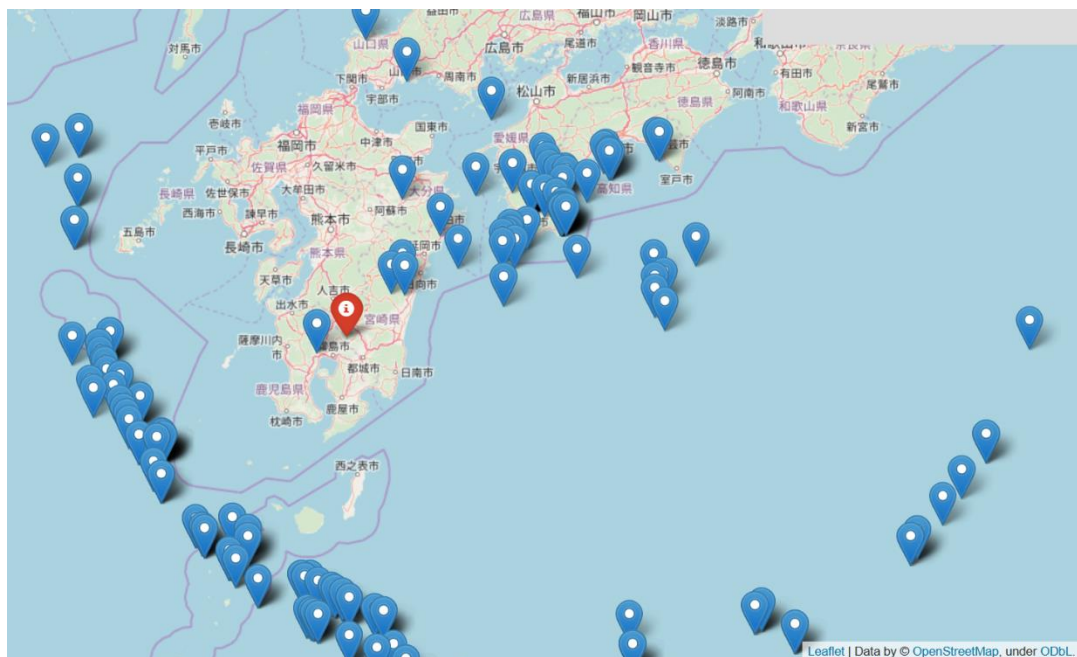 益田市
広島県
福山市
岡山市
淡路市
対馬市
山口県
広島市
尾道市
香川県
和歌山市
奈良県
下関市
周南市
新居浜市
観音寺市
徳島市
有田市
尾鷲市
宇部市
松山市
阿南市
福岡県
徳島県
和歌山県
壱岐市
国東市
新宮市
福岡市
中津市
愛媛県
平戸市
佐賀県
久留米市
室戸市
佐世保市
大牟田市
大分県
高知県
長崎県
西海市
諫早市
熊本市
阿蘇市
五島市
長崎市
延岡市
熊本県
天草市
日向市
人吉市
出水市
宮崎県
薩摩川内
市
霧島市
都城市
日南市
鹿児島県
鹿屋市
枕崎市
西之表市
Leaflet | Data by © OpenStreetMap, under ODbL.